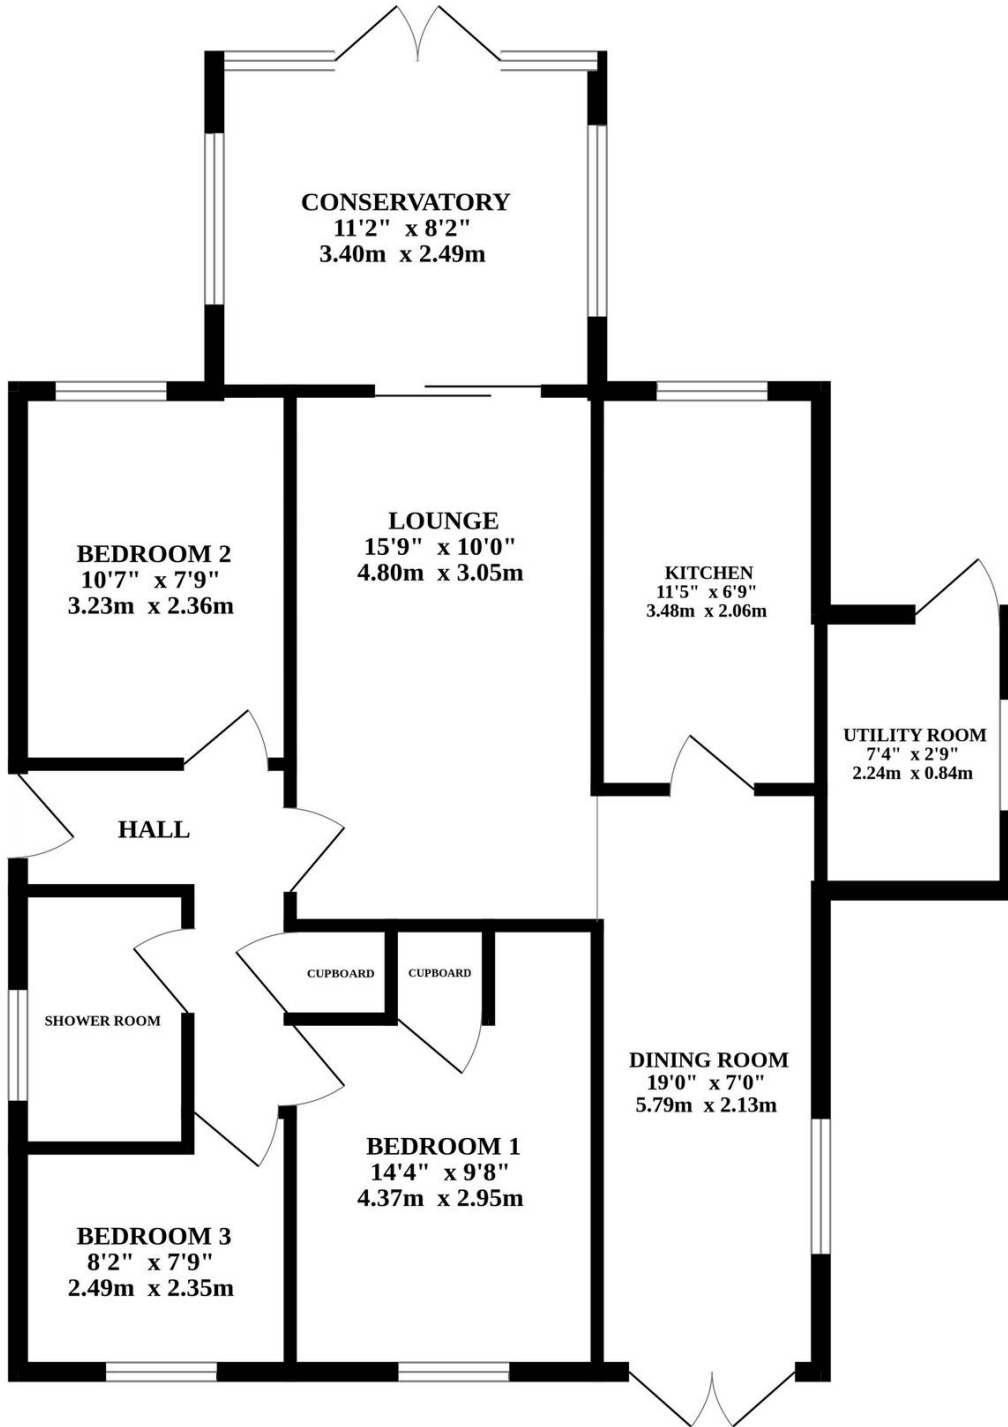 CONSERVATORY
11'2" x 8'2"
3.40m x 2.49m
LOUNGE
15'9" x 10'0"
4.80m x 3.05m
BEDROOM 2
10'7" x 7'9"
3.23m x 2.36m
KITCHEN
11'5" x 6'9"
3.48m x 2.06m
UTILITY ROOM
7'4" x 2'9"
2.24m x 0.84m
HALL
CUPBOARD
CUPBOARD
SHOWER ROOM
DINING ROOM
19'0" x 7'0"
5.79m x 2.13m
BEDROOM 1
14'4" x 9'8"
4.37m x 2.95m
BEDROOM 3
8'2" x 7'9"
2.49m x 2.35m